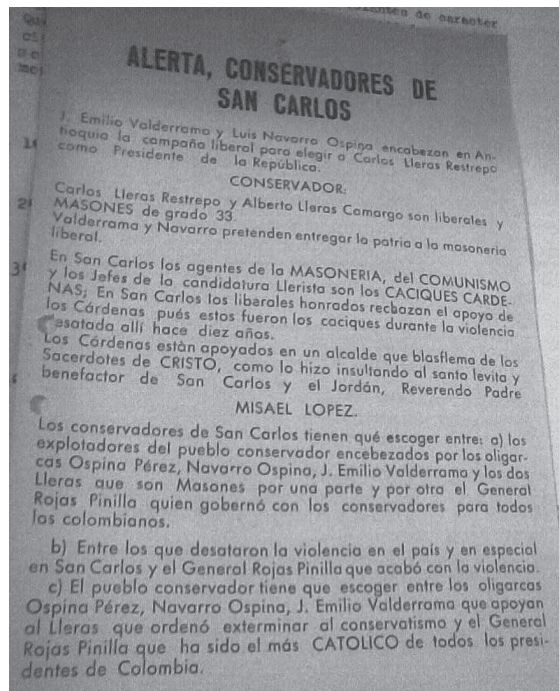 de caracter.
ALERTA, CONSERVADORES DE
SAN CARLOS
J. Emilio Valderrama y Luis Navarro Ospina encabezan en An-
tioquia la campaña liberal para elegir a Carlos Lleras Restrepo
como Presidente de la República.
CONSERVADOR:
Carlos Lleras Restrepo y Alberto Lleras Camargo son liberales y
MASONES de grado 33.
Valderrama y Navarro pretenden entregar la patria a la masoneria
liberal.
En San Carlos los agentes de la MASONERIA, del COMUNISMO
y los Jefes de la candidatura Llerista son los CACIQUES CARDE-
NAS; En San Carlos los liberales honrados rechazan el apoyo de
los Cárdenas pués estos fueron los caciques durante la violencia
esatada allí hace diez años.
Los Cárdenas están apoyados en un alcalde que blasflema de los
Sacerdotes de CRISTO, como lo hizo insultando al santo levita y
benefactor de San Carlos y el Jordán, Reverendo Padre
MISAEL LOPEZ.
Los conservadores de San Carlos tienen qué escoger entre: a) los
explotadores del pueblo conservador encebezados por los oligar-
cas Ospina Pérez, Navarro Ospina, J. Emilio Valderrama y los dos
Lleras que son Masones por una parte y por otra el General
Rojas Pinilla quien gobernó con los conservadores para todos
los colombianos.
b) Entre los que desataron la violencia en el país y en especial
en San Carlos y el General Rojas Pinilla que acabó con la violencia.
c) El pueblo conservador tiene que escoger entre los oligarcas
Ospina Pérez, Navarro Ospina, J. Emilio Valderrama que apoyan
al Lleras que ordenó exterminar al conservatismo y el General
Rojas Pinilla que ha sido el más CATOLICO de todos los presi-
dentes de Colombia.